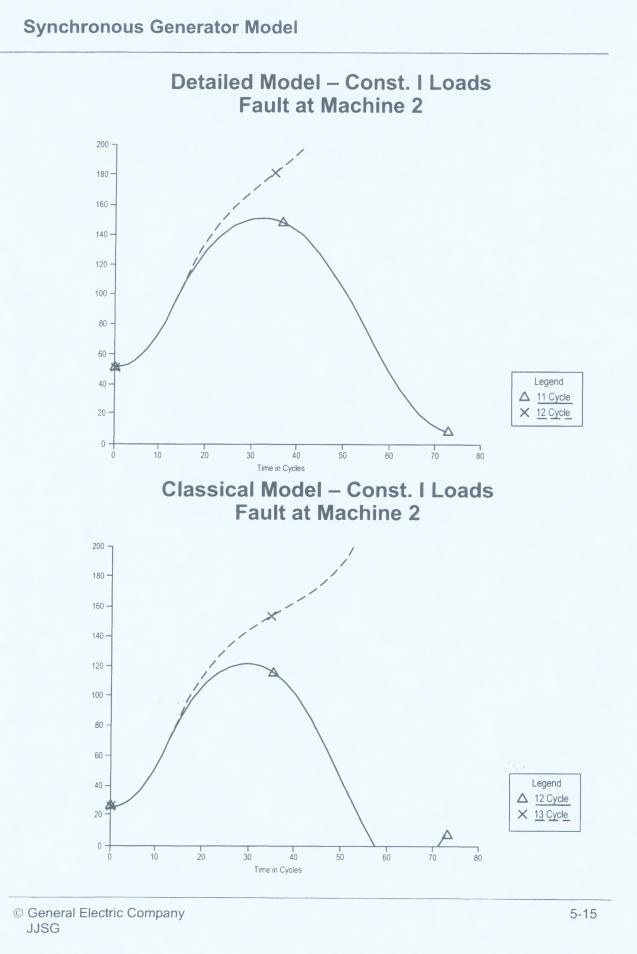 Synchronous Generator Model
Detailed Model – Const. I Loads
Fault at Machine 2
200
180
160
140
120
100
80
60
40
20
0
0 10 20 30 40 50 60 70 80
Time in Cycles
Legend
11 Cycle
12 Cycle
Classical Model – Const. I Loads
Fault at Machine 2
200
180
160
140
120
100
80
60
40
20
0
0 10 20 30 40 50 60 70 80
Time in Cycles
Legend
12 Cycle
13 Cycle
© General Electric Company 5-15
JJSG